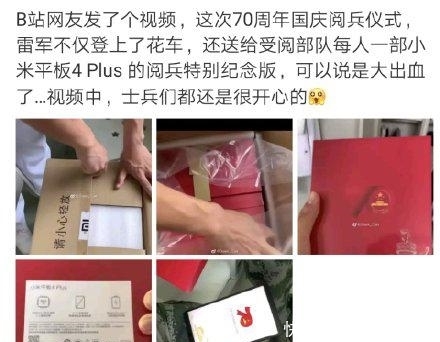 B站网友发了个视频，这次70周年国庆阅兵仪式，
雷军不仅登上了花车，还送给受阅部队每人一部小
米平板4 Plus 的阅兵特别纪念版，可以说是大出血
了...视频中，士兵们都还是很开心的
请小心轻放
小米平板4 Plus
70
快